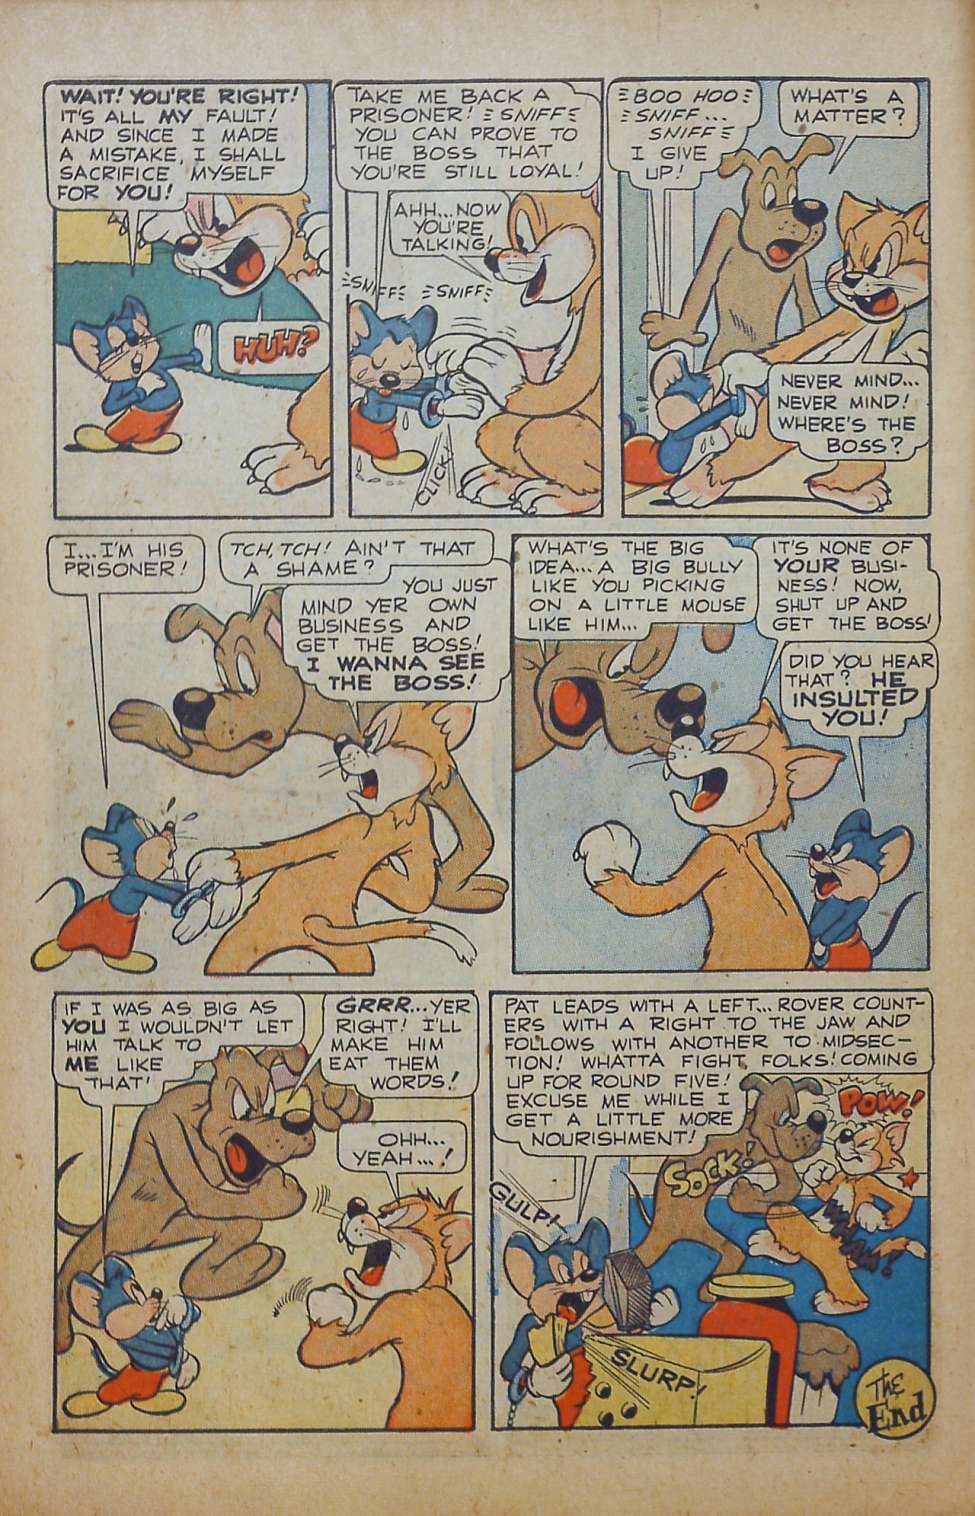 WAIT! YOU'RE RIGHT!
IT'S ALL MY FAULT!
AND SINCE I MADE
A MISTAKE, I SHALL
SACRIFICE MYSELF
FOR YOU!
HUH?
TAKE ME BACK A
PRISONER! SNIFF
YOU CAN PROVE TO
THE BOSS THAT
YOU'RE STILL LOYAL!
AHH...NOW
YOU'RE
TALKING!
SNIFF SNIFF
CLICK!
BOO HOO
SNIFF...
SNIFF
I GIVE
UP!
WHAT'S A
MATTER?
NEVER MIND...
NEVER MIND!
WHERE'S THE
BOSS?
I...I'M HIS
PRISONER!
TCH, TCH! AIN'T THAT
A SHAME?
YOU JUST
MIND YER OWN
BUSINESS AND
GET THE BOSS!
I WANNA SEE
THE BOSS!
WHAT'S THE BIG
IDEA... A BIG BULLY
LIKE YOU PICKING
ON A LITTLE MOUSE
LIKE HIM...
IT'S NONE OF
YOUR BUSI-
NESS! NOW,
SHUT UP AND
GET THE BOSS!
DID YOU HEAR
THAT? HE
INSULTED
YOU!
IF I WAS AS BIG AS
YOU I WOULDN'T LET
HIM TALK TO
ME LIKE
THAT!
GRRR...YER
RIGHT! I'LL
MAKE HIM
EAT THEM
WORDS!
OHH...
YEAH...!
PAT LEADS WITH A LEFT... ROVER COUNT-
ERS WITH A RIGHT TO THE JAW AND
FOLLOWS WITH ANOTHER TO MIDSEC-
TION! WHATTA FIGHT, FOLKS! COMING
UP FOR ROUND FIVE!
EXCUSE ME WHILE I
GET A LITTLE MORE
NOURISHMENT!
POW!
SOCK!
WHAM!
GULP!
SLURP!
THE
End